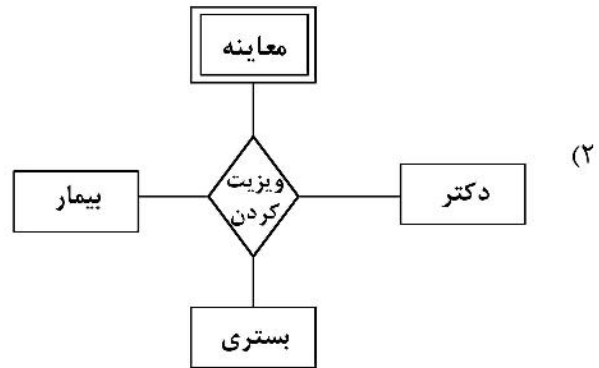 معاینه
۲)
دکتر
ویزیت
کردن
بیمار
بستری